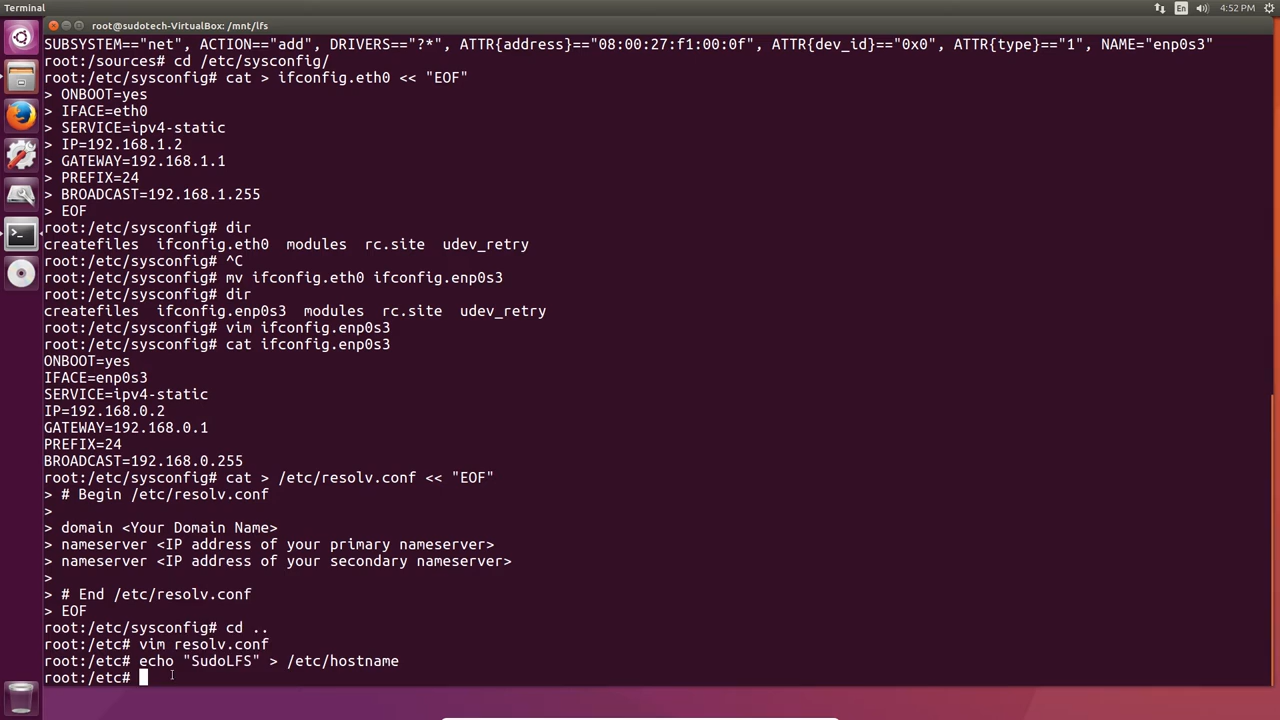 Terminal
En
4:52 PM
root@sudotech-VirtualBox: /mnt/lfs
SUBSYSTEM=="net", ACTION=="add", DRIVERS=="?*", ATTR{address}=="08:00:27:f1:00:0f", ATTR{dev_id}=="0x0", ATTR{type}=="1", NAME="enp0s3"
root:/sources# cd /etc/sysconfig/
root:/etc/sysconfig# cat > ifconfig.eth0 << "EOF"
> ONBOOT=yes
> IFACE=eth0
> SERVICE=ipv4-static
> IP=192.168.1.2
> GATEWAY=192.168.1.1
> PREFIX=24
> BROADCAST=192.168.1.255
> EOF
root:/etc/sysconfig# dir
createfiles  ifconfig.eth0  modules  rc.site  udev_retry
root:/etc/sysconfig# ^C
root:/etc/sysconfig# mv ifconfig.eth0 ifconfig.enp0s3
root:/etc/sysconfig# dir
createfiles  ifconfig.enp0s3  modules  rc.site  udev_retry
root:/etc/sysconfig# vim ifconfig.enp0s3
root:/etc/sysconfig# cat ifconfig.enp0s3
ONBOOT=yes
IFACE=enp0s3
SERVICE=ipv4-static
IP=192.168.0.2
GATEWAY=192.168.0.1
PREFIX=24
BROADCAST=192.168.0.255
root:/etc/sysconfig# cat > /etc/resolv.conf << "EOF"
> # Begin /etc/resolv.conf
>
> domain <Your Domain Name>
> nameserver <IP address of your primary nameserver>
> nameserver <IP address of your secondary nameserver>
>
> # End /etc/resolv.conf
> EOF
root:/etc/sysconfig# cd ..
root:/etc# vim resolv.conf
root:/etc# echo "SudoLFS" > /etc/hostname
root:/etc#